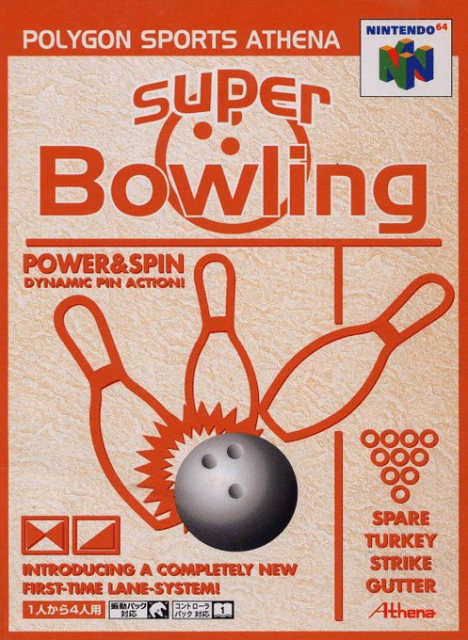 POLYGON SPORTS ATHENA
NINTENDO 64
SUPER
Bowling
POWER&SPIN
DYNAMIC PIN ACTION!
SPARE
TURKEY
STRIKE
GUTTER
INTRODUCING A COMPLETELY NEW
FIRST-TIME LANE-SYSTEM!
Athena
1人から4人用
振動パック
対応
コントローラ
パック対応
1